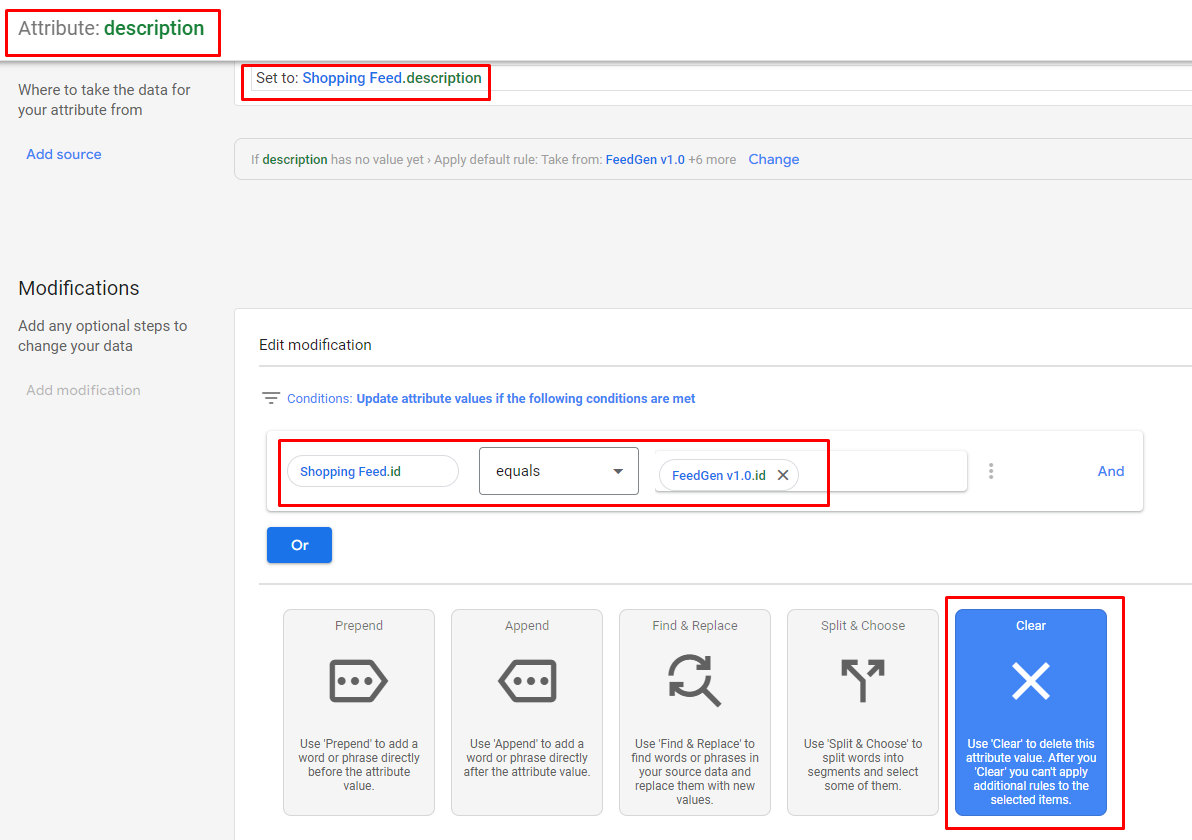 Attribute: description
Where to take the data for
your attribute from
Add source
Set to: Shopping Feed.description
If description has no value yet › Apply default rule: Take from: FeedGen v1.0 +6 more Change
Modifications
Add any optional steps to
change your data
Add modification
Edit modification
Conditions: Update attribute values if the following conditions are met
Shopping Feed.id equals FeedGen v1.0.id And
Or
Prepend
Use 'Prepend' to add a
word or phrase directly
before the attribute
value.
Append
Use 'Append' to add a
word or phrase directly
after the attribute value.
Find & Replace
Use 'Find & Replace' to
find words or phrases in
your source data and
replace them with new
values.
Split & Choose
Use 'Split & Choose' to
split words into
segments and select
some of them.
Clear
Use 'Clear' to delete this
attribute value. After you
'Clear' you can't apply
additional rules to the
selected items.